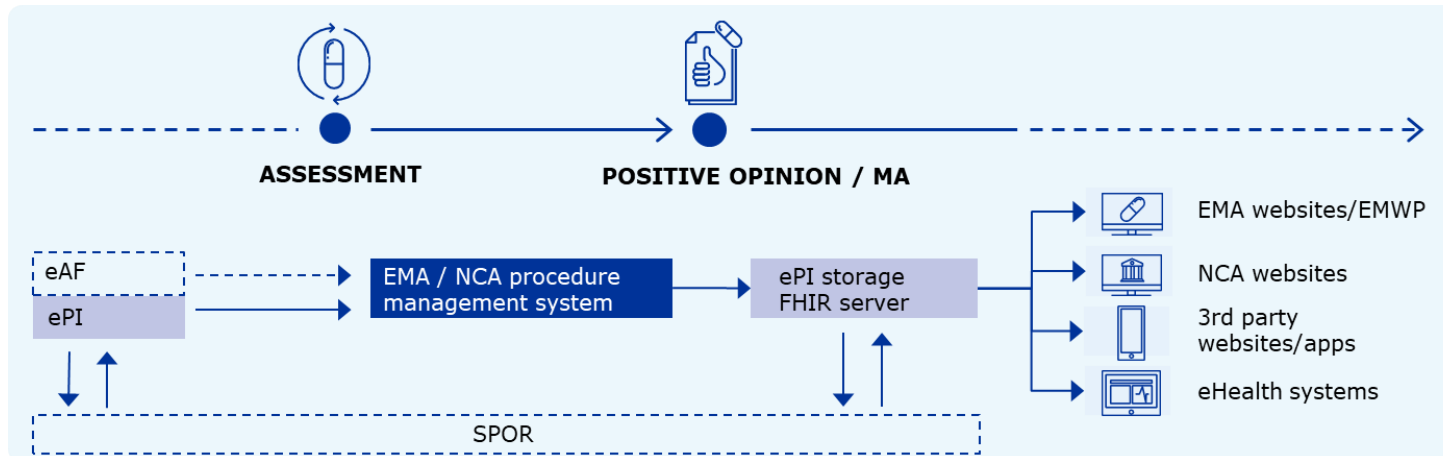 ASSESSMENT
POSITIVE OPINION / MA
eAF
ePI
EMA / NCA procedure
management system
ePI storage
FHIR server
EMA websites/EMWP
NCA websites
3rd party
websites/apps
eHealth systems
SPOR